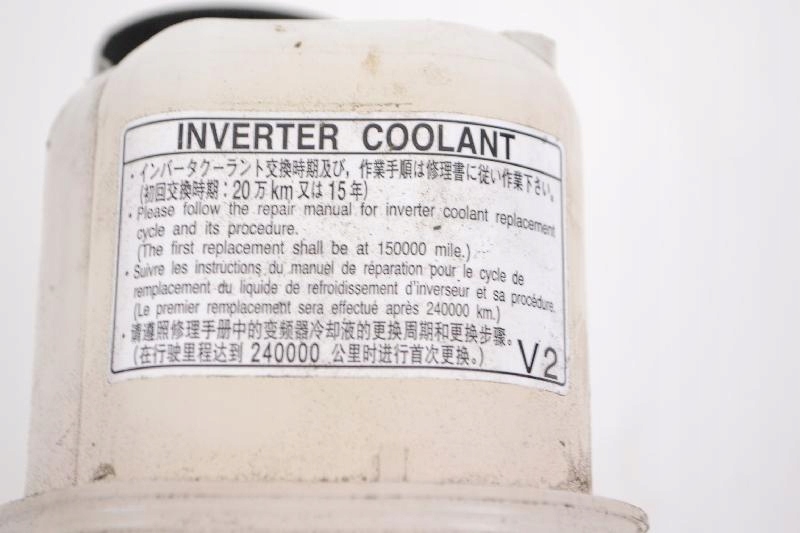 INVERTER COOLANT
・インバータクーラント交換時期及び，作業手順は修理書に従い作業下さい。
(初回交換時期：20万km又は15年)
・Please follow the repair manual for inverter coolant replacement
cycle and its procedure.
(The first replacement shall be at 150000 mile.)
・Suivre les instructions du manuel de réparation pour le cycle de
remplacement du liquide de refroidissement d'inverseur et sa procédure.
(Le premier remplacement sera effectué après 240000 km.)
・请遵照修理手册中的变频器冷却液的更换周期和更换步骤。
(在行驶里程达到 240000 公里时进行首次更换。)
V2